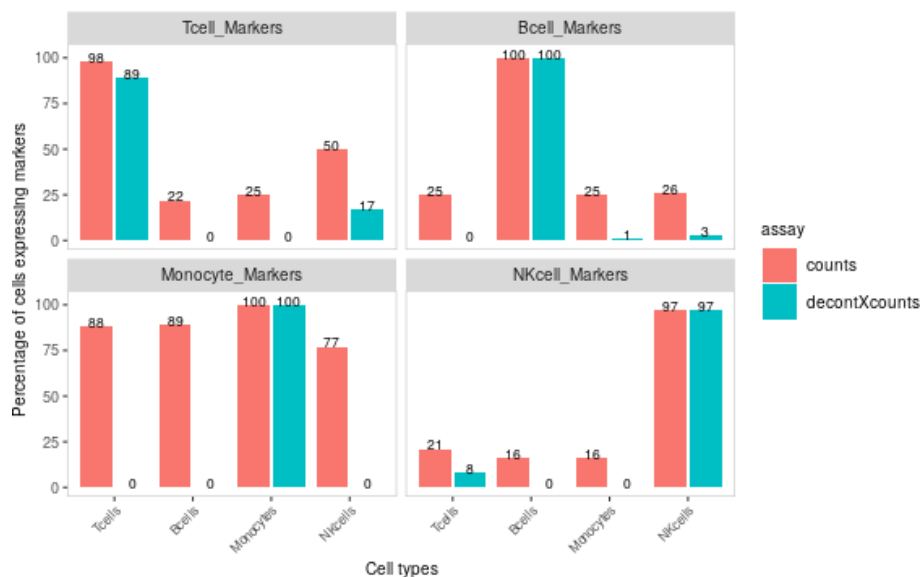 Tcell_Markers
Bcell_Markers
Percentage of cells expressing markers
100
75
50
25
0
98
89
22
0
25
0
50
17
25
0
100
100
25
1
26
3
Monocyte_Markers
NKcell_Markers
100
75
50
25
0
88
0
89
0
100
100
77
0
21
8
16
0
16
0
97
97
Tcells
Bcells
Monocytes
NKcells
Tcells
Bcells
Monocytes
NKcells
Cell types
assay
counts
decontXcounts